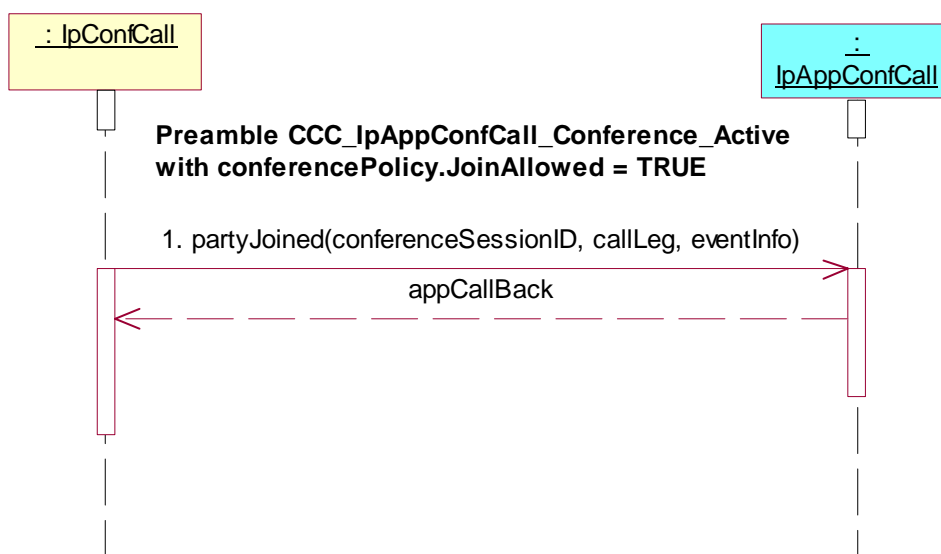 : IpConfCall
:
IpAppConfCall
Preamble CCC_IpAppConfCall_Conference_Active
with conferencePolicy.JoinAllowed = TRUE
1. partyJoined(conferenceSessionID, callLeg, eventInfo)
appCallBack